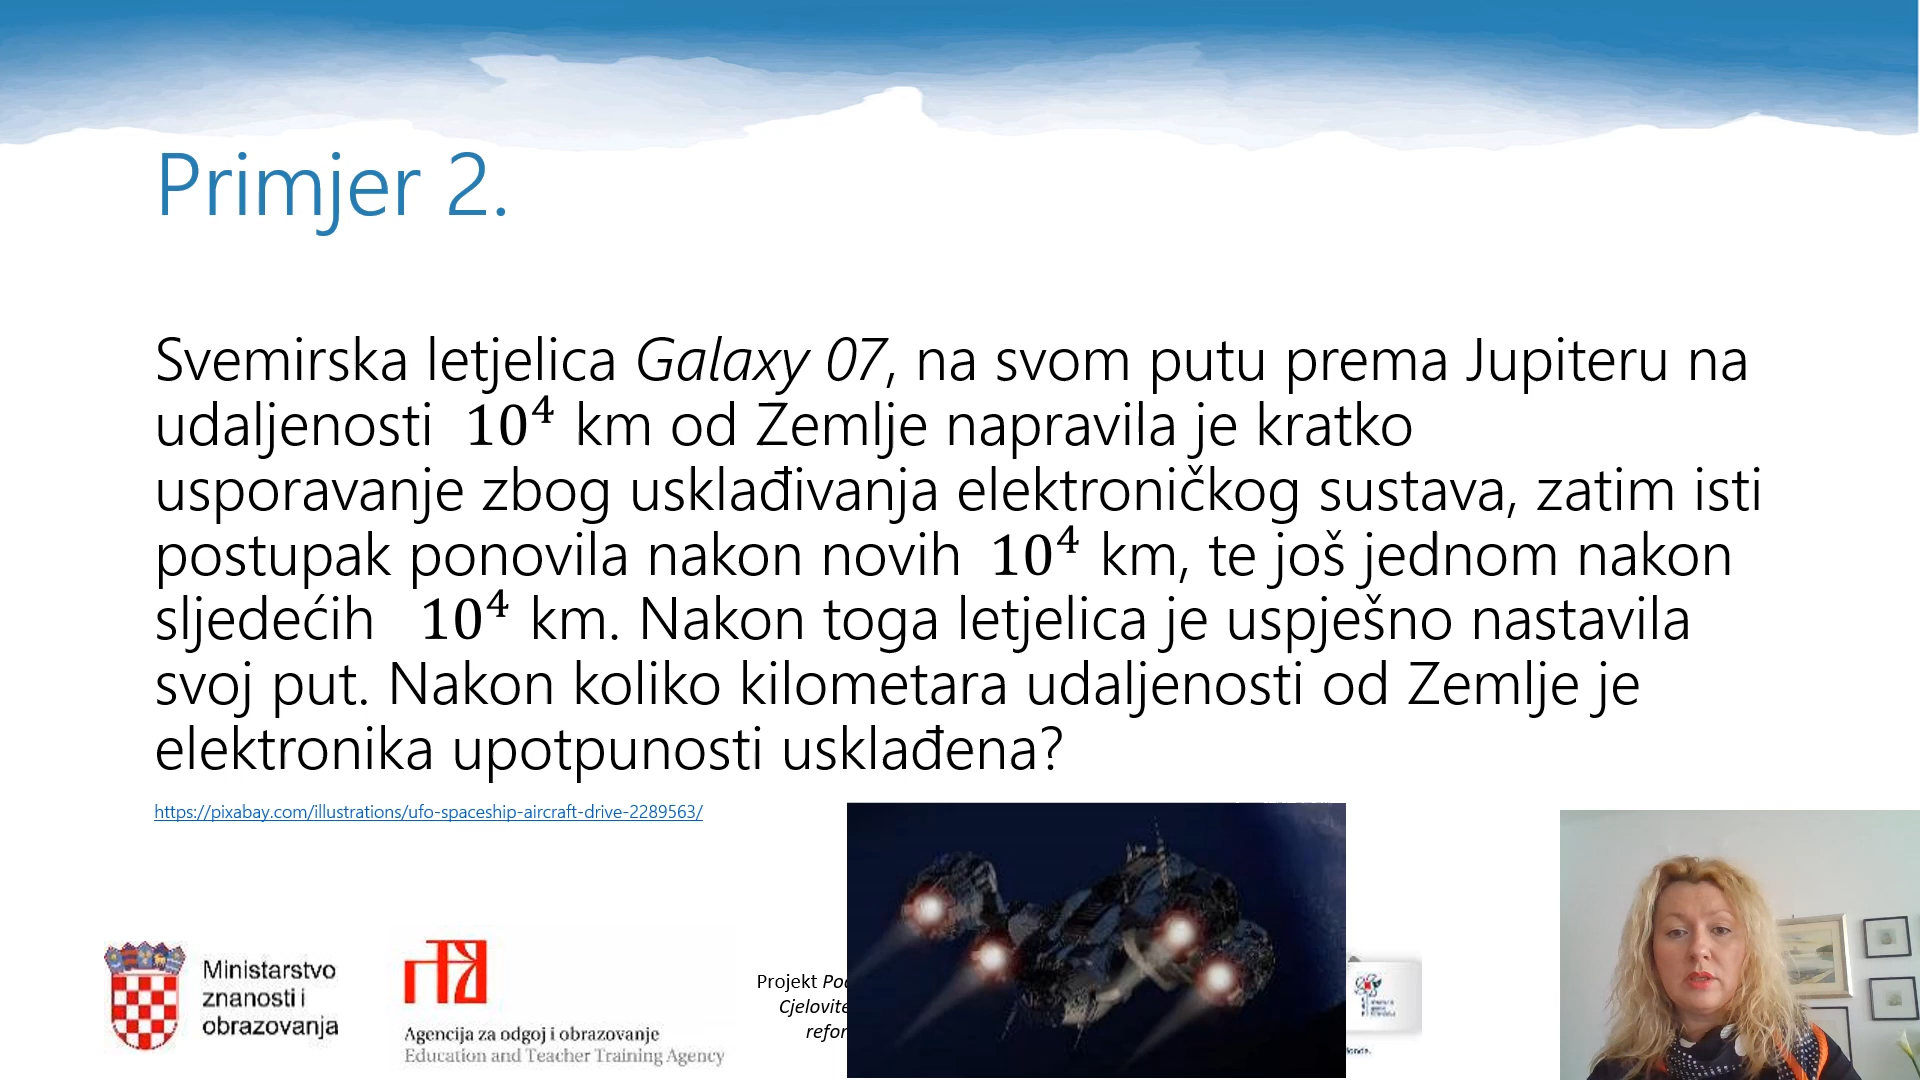 Primjer 2.
Svemirska letjelica Galaxy 07, na svom putu prema Jupiteru na
udaljenosti 10⁴ km od Zemlje napravila je kratko
usporavanje zbog usklađivanja elektroničkog sustava, zatim isti
postupak ponovila nakon novih 10⁴ km, te još jednom nakon
sljedećih 10⁴ km. Nakon toga letjelica je uspješno nastavila
svoj put. Nakon koliko kilometara udaljenosti od Zemlje je
elektronika upotpunosti usklađena?
https://pixabay.com/illustrations/ufo-spaceship-aircraft-drive-2289563/
Ministarstvo
znanosti i
obrazovanja
Agencija za odgoj i obrazovanje
Education and Teacher Training Agency
Projekt
Cjelovite